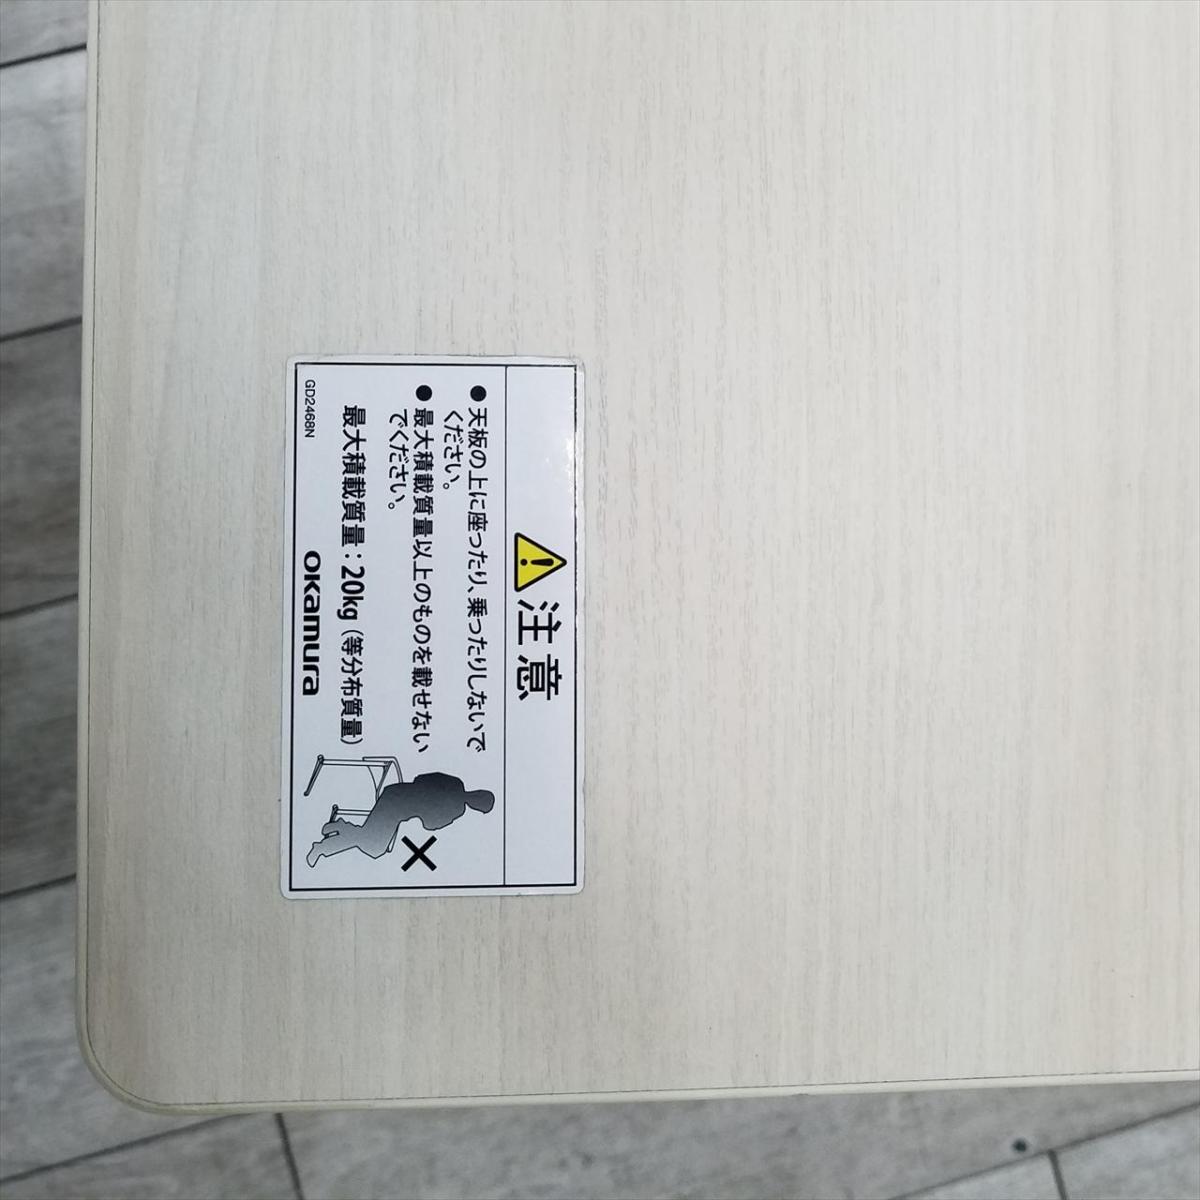 注意
● 天板の上に座ったり、乗ったりしないで
ください。
● 最大積載質量以上のものを載せない
でください。
最大積載質量：20kg（等分布質量）
GD2468N
okamura